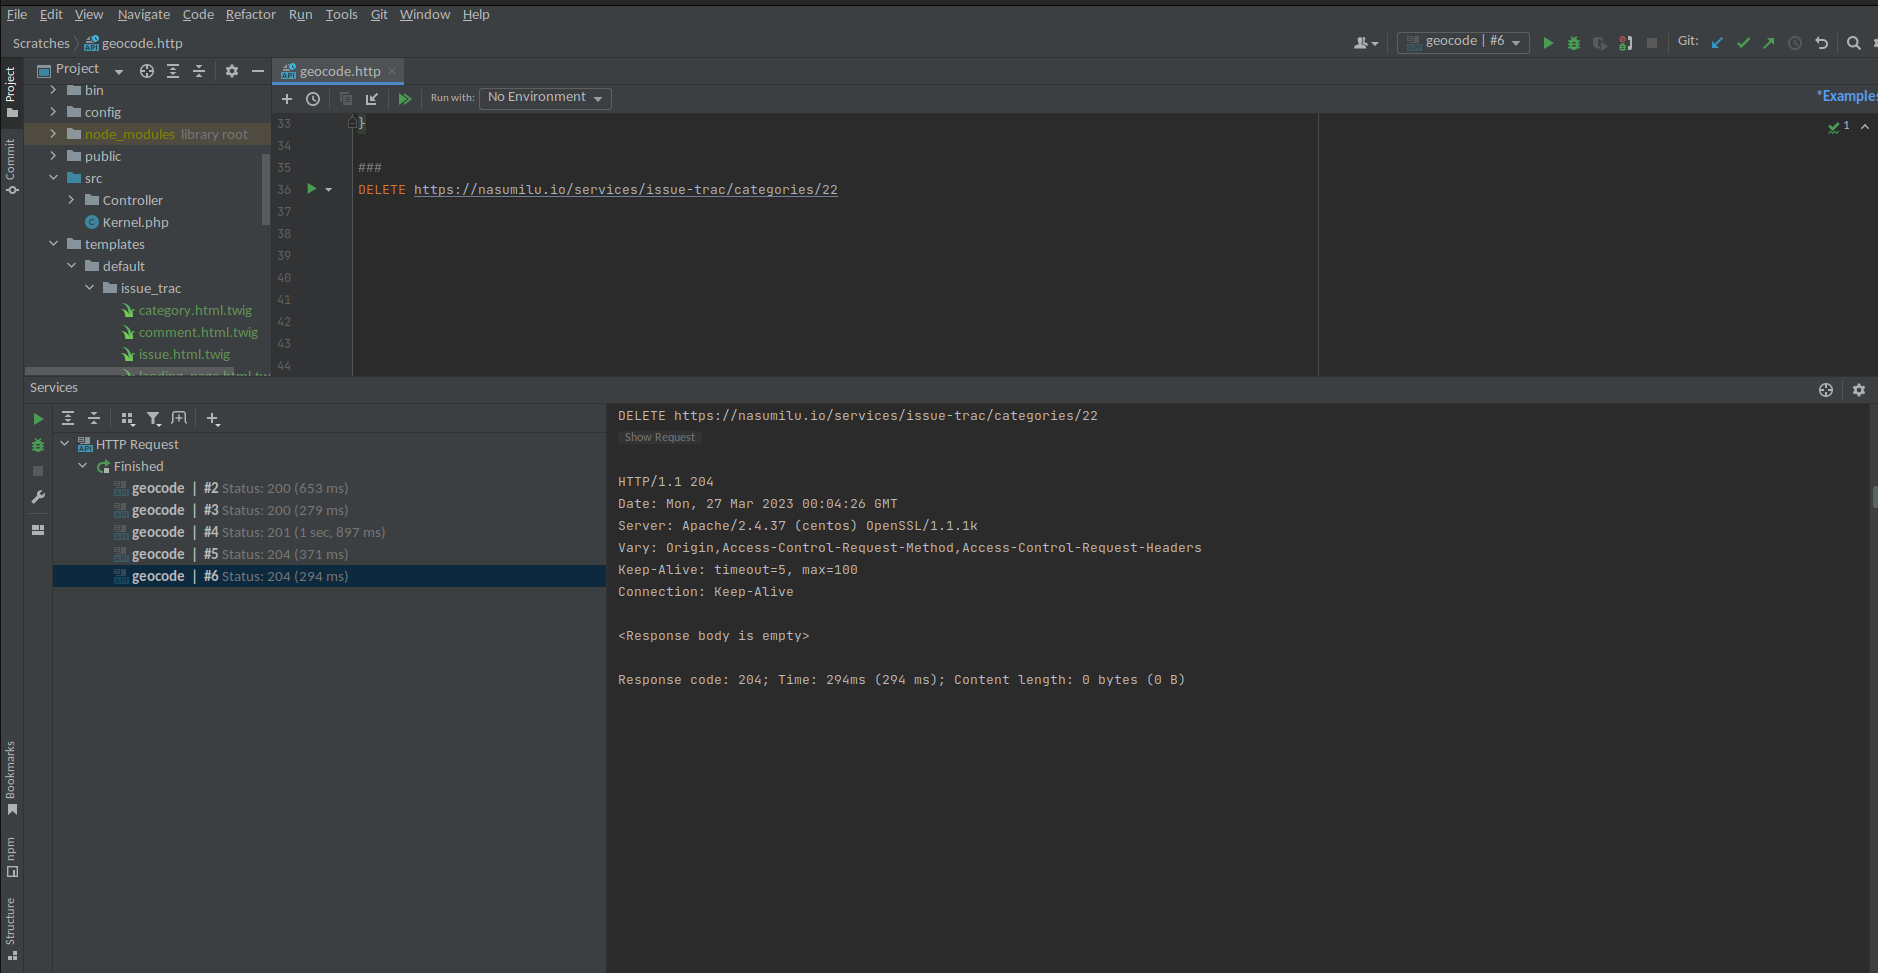 File Edit View Navigate Code Refactor Run Tools Git Window Help
Scratches geocode.http
geocode | #6
Git:
Project
geocode.http
Run with: No Environment
*Examples
Project
Commit
bin
config
node_modules library root
public
src
Controller
Kernel.php
templates
default
issue_trac
category.html.twig
comment.html.twig
issue.html.twig
landing_page.html.tw
33 }
34
35 ###
36 DELETE https://nasumilu.io/services/issue-trac/categories/22
37
38
39
40
41
42
43
44
1
Services
HTTP Request
Finished
geocode | #2 Status: 200 (653 ms)
geocode | #3 Status: 200 (279 ms)
geocode | #4 Status: 201 (1 sec, 897 ms)
geocode | #5 Status: 204 (371 ms)
geocode | #6 Status: 204 (294 ms)
DELETE https://nasumilu.io/services/issue-trac/categories/22
Show Request
HTTP/1.1 204
Date: Mon, 27 Mar 2023 00:04:26 GMT
Server: Apache/2.4.37 (centos) OpenSSL/1.1.1k
Vary: Origin,Access-Control-Request-Method,Access-Control-Request-Headers
Keep-Alive: timeout=5, max=100
Connection: Keep-Alive
<Response body is empty>
Response code: 204; Time: 294ms (294 ms); Content length: 0 bytes (0 B)
Bookmarks
npm
Structure